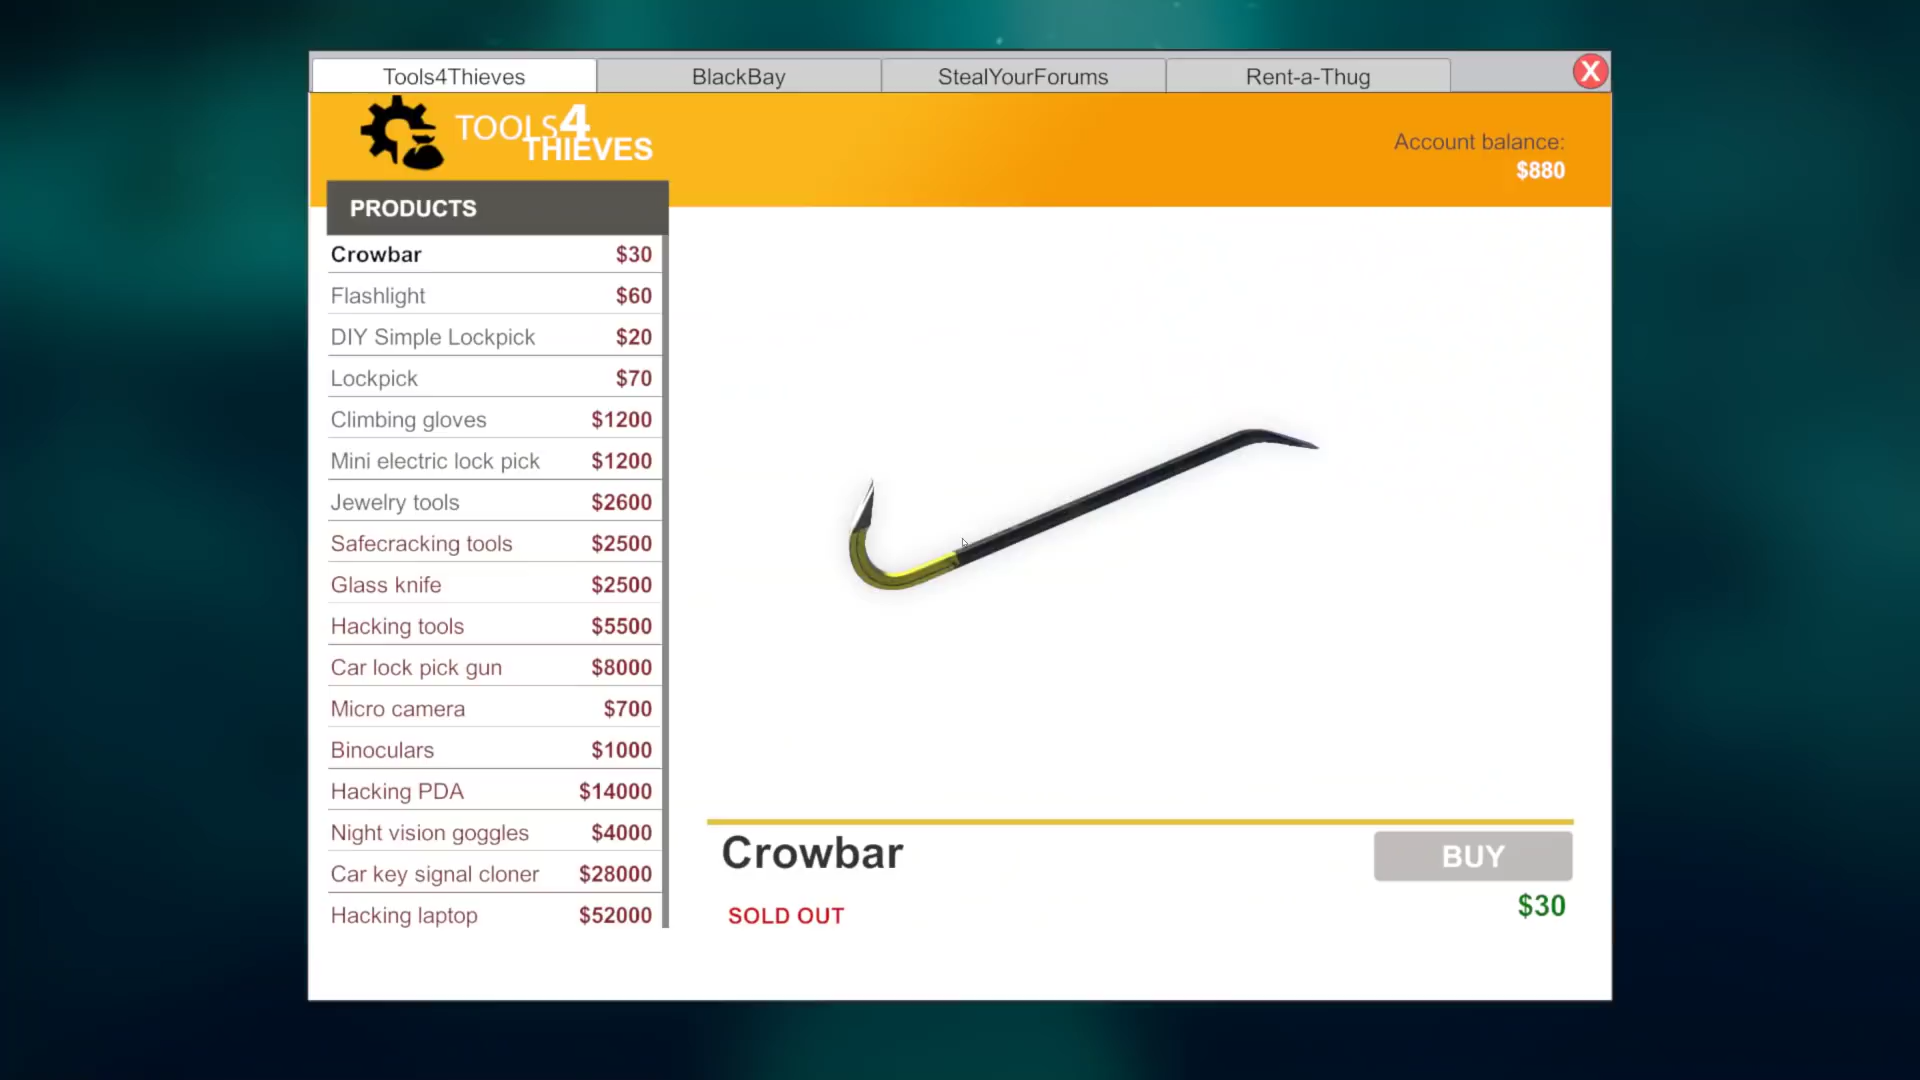 Tools4Thieves
BlackBay
StealYourForums
Rent-a-Thug
X
TOOLS4
THIEVES
Account balance:
$880
PRODUCTS
Crowbar $30
Flashlight $60
DIY Simple Lockpick $20
Lockpick $70
Climbing gloves $1200
Mini electric lock pick $1200
Jewelry tools $2600
Safecracking tools $2500
Glass knife $2500
Hacking tools $5500
Car lock pick gun $8000
Micro camera $700
Binoculars $1000
Hacking PDA $14000
Night vision goggles $4000
Car key signal cloner $28000
Hacking laptop $52000
Crowbar
BUY
SOLD OUT
$30